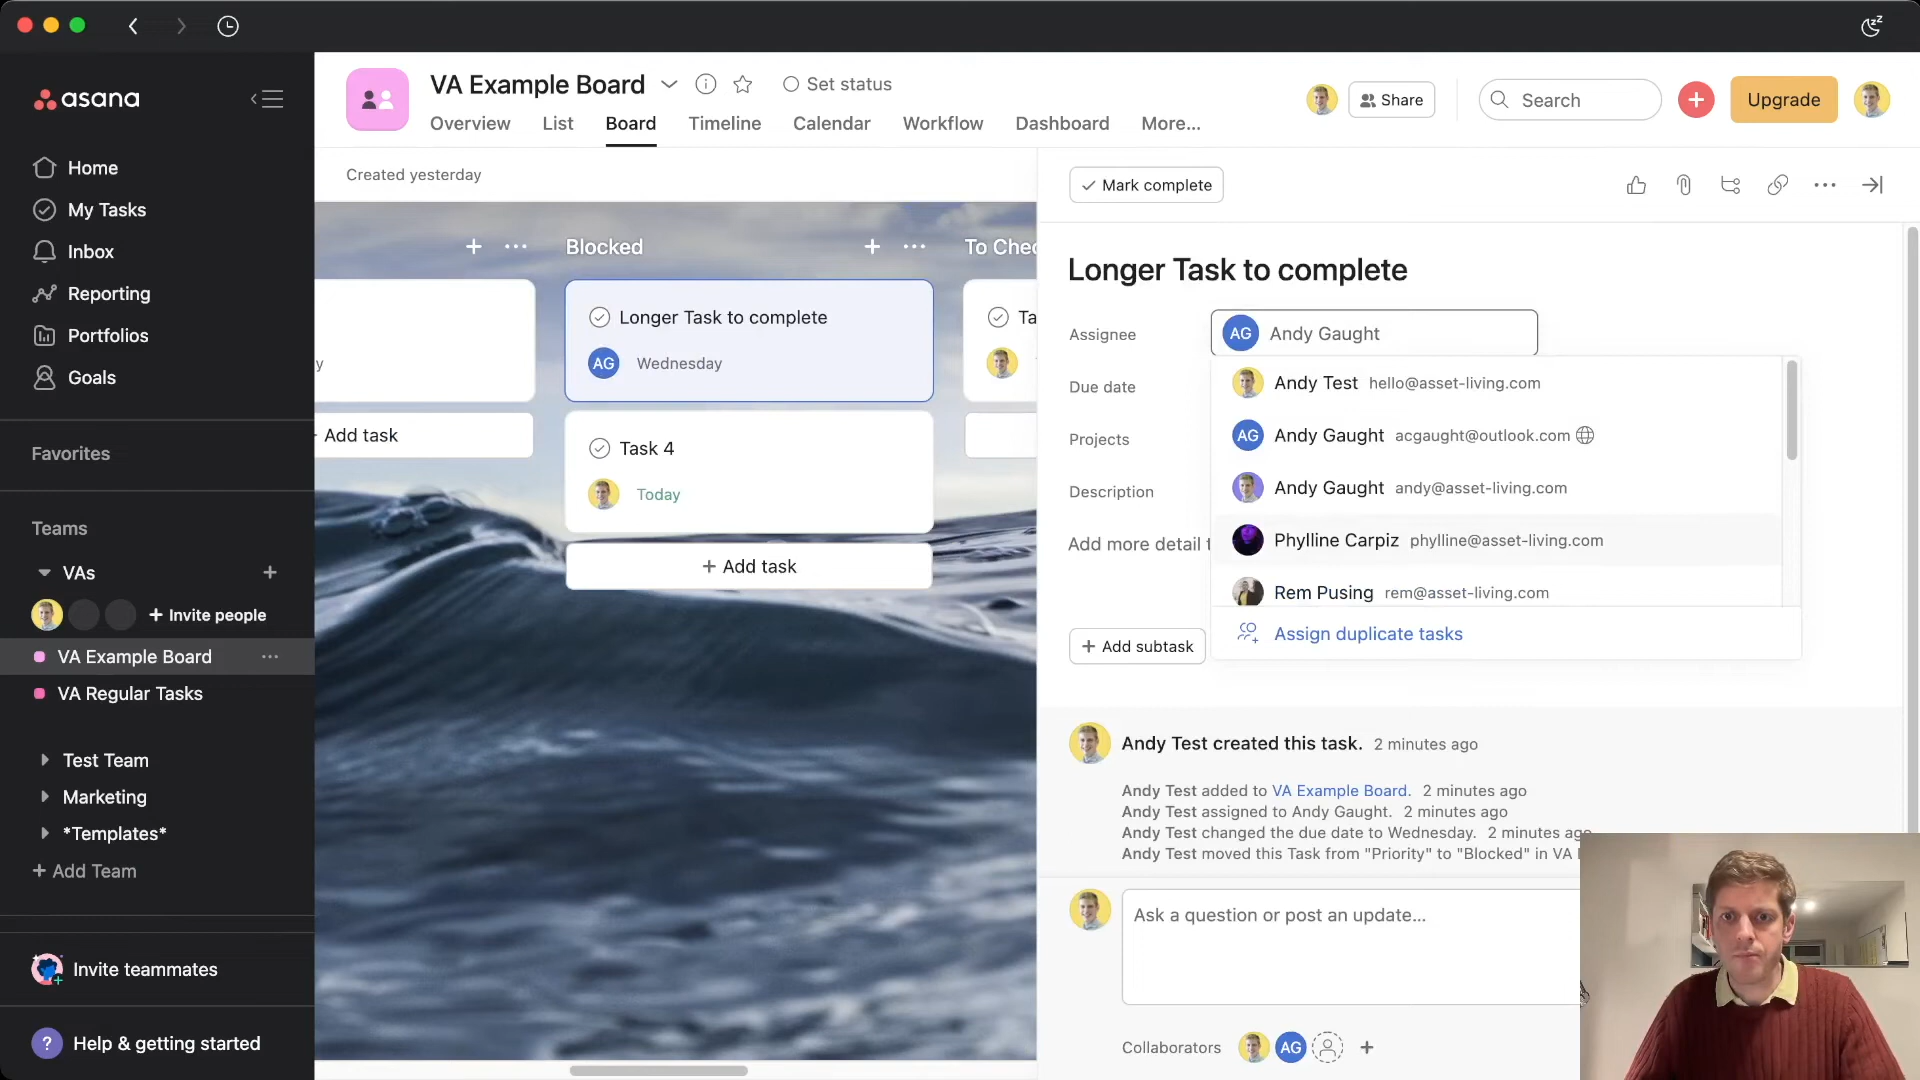 asana
Home
My Tasks
Inbox
Reporting
Portfolios
Goals
Favorites
Teams
VAs
+ Invite people
VA Example Board
VA Regular Tasks
Test Team
Marketing
*Templates*
+ Add Team
Invite teammates
? Help & getting started
VA Example Board
Set status
Overview List Board Timeline Calendar Workflow Dashboard More...
Share
Search
Upgrade
Created yesterday
Blocked
Longer Task to complete
AG Wednesday
Task 4
Today
+ Add task
Add task
To Chec
Ta
y
Mark complete
Longer Task to complete
Assignee
AG Andy Gaught
Due date
Projects
Description
Add more detail t
Andy Test hello@asset-living.com
AG Andy Gaught acgaught@outlook.com
Andy Gaught andy@asset-living.com
Phylline Carpiz phylline@asset-living.com
Rem Pusing rem@asset-living.com
Assign duplicate tasks
+ Add subtask
Andy Test created this task. 2 minutes ago
Andy Test added to VA Example Board. 2 minutes ago
Andy Test assigned to Andy Gaught. 2 minutes ago
Andy Test changed the due date to Wednesday. 2 minutes ago
Andy Test moved this Task from "Priority" to "Blocked" in VA
Ask a question or post an update...
Collaborators AG +